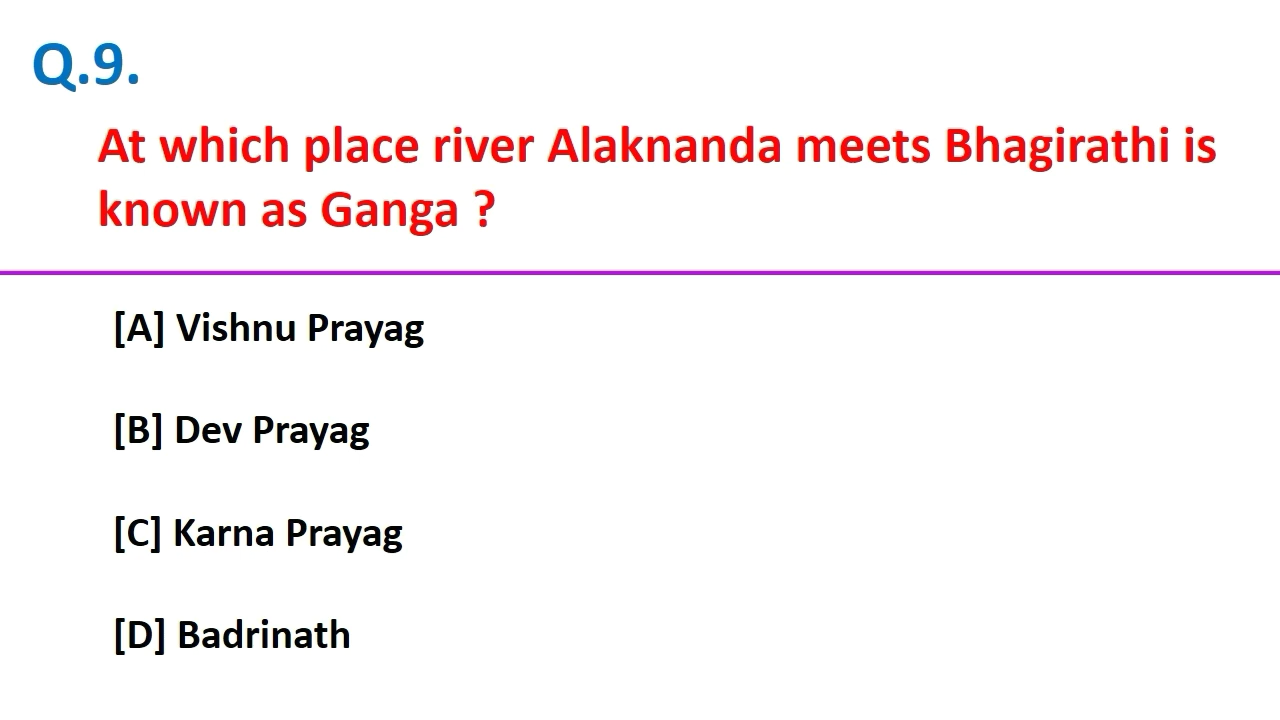 Q.9.
At which place river Alaknanda meets Bhagirathi is
known as Ganga ?
[A] Vishnu Prayag
[B] Dev Prayag
[C] Karna Prayag
[D] Badrinath